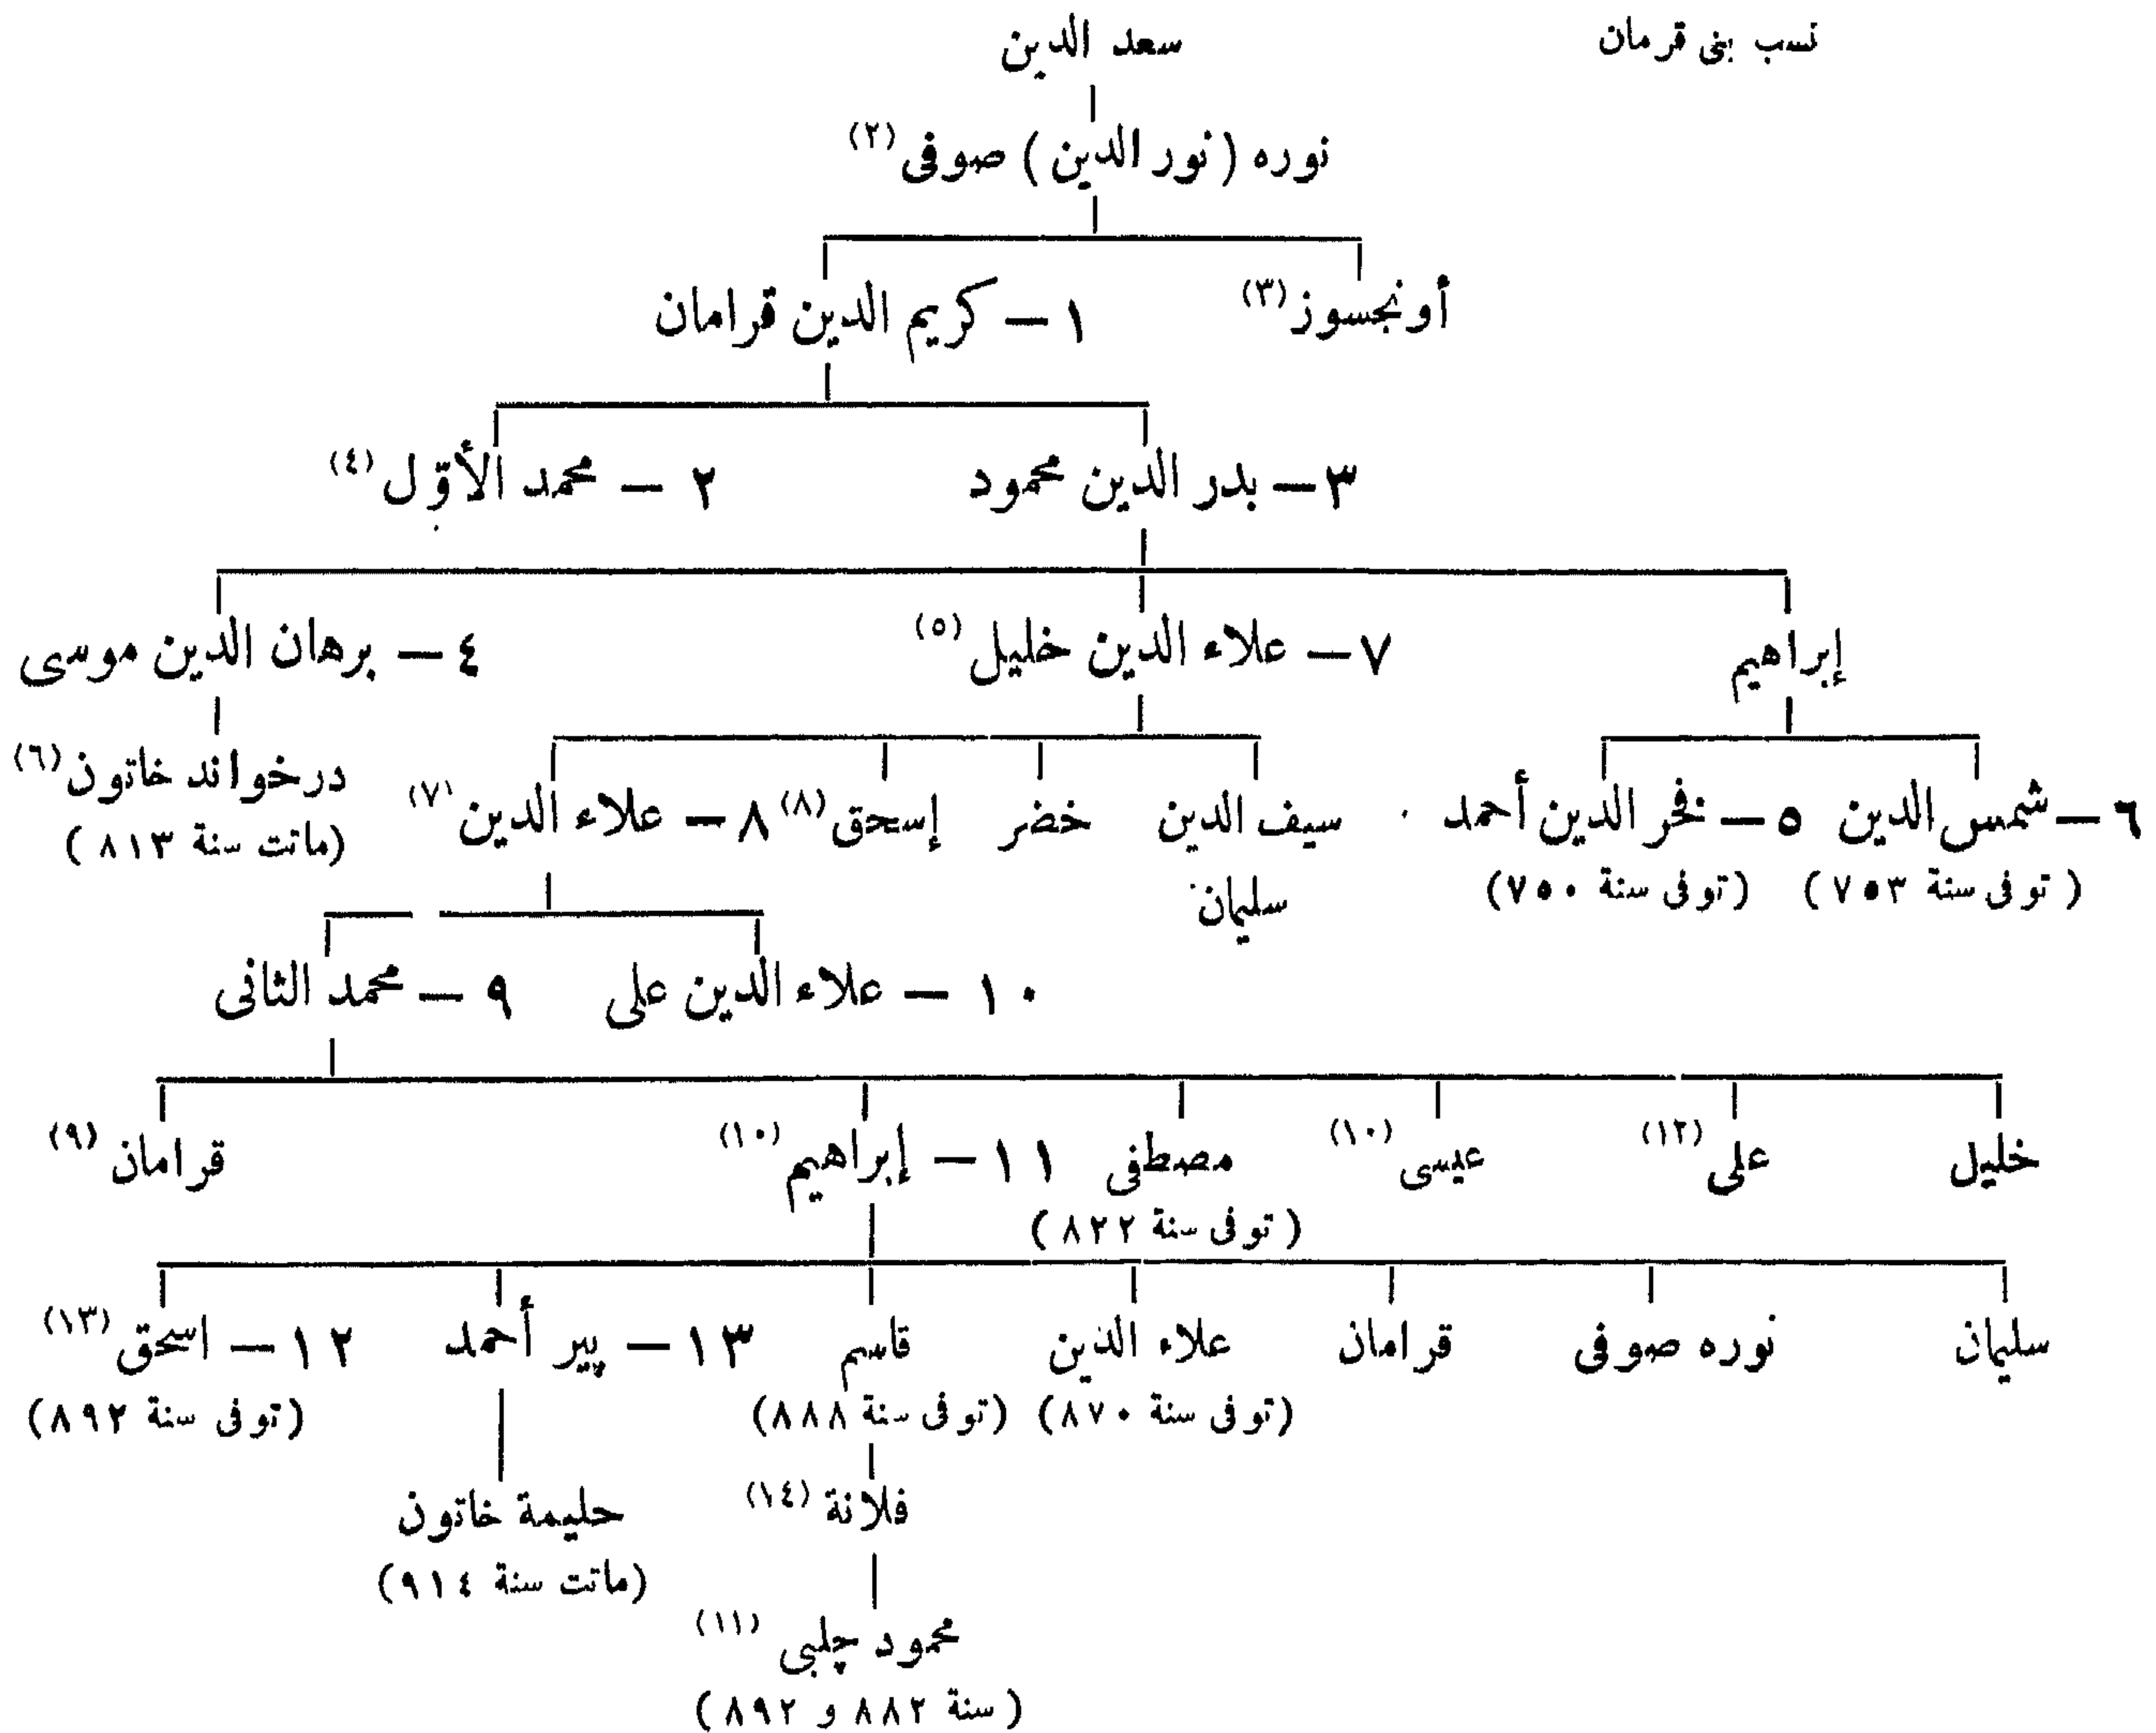 نسب بنى قرمان
سعد الدين
نوره (نور الدين) صوفى (٢)
أونجسوز (٣)
١ — كريم الدين قرامان
٣ — بدر الدين محمود
٢ — محمد الأوّل (٤)
إبراهيم
٧ — علاء الدين خليل (٥)
٤ — برهان الدين موسى
درخواند خاتون (٦)
(ماتت سنة ٨١٣)
٦ — شمس الدين
(توفى سنة ٧٥٣)
٥ — فخر الدين أحمد
(توفى سنة ٧٥٠)
سيف الدين
سليمان
خضر
إسحق (٨)
٨ — علاء الدين (٧)
١٠ — علاء الدين على
٩ — محمد الثانى
خليل
على (١٢)
عيسى (١٠)
مصطفى
(توفى سنة ٨٢٢)
١١ — إبراهيم (١٠)
قرامان (٩)
سليمان
نوره صوفى
قرامان
علاء الدين
(توفى سنة ٨٧٠)
قاسم
(توفى سنة ٨٨٨)
١٣ — پير أحمد
١٢ — اسحق (١٣)
(توفى سنة ٨٩٢)
فلانة (١٤)
حليمة خاتون
(ماتت سنة ٩١٤)
محمود چلبى (١١)
(سنة ٨٨٢ و ٨٩٢)